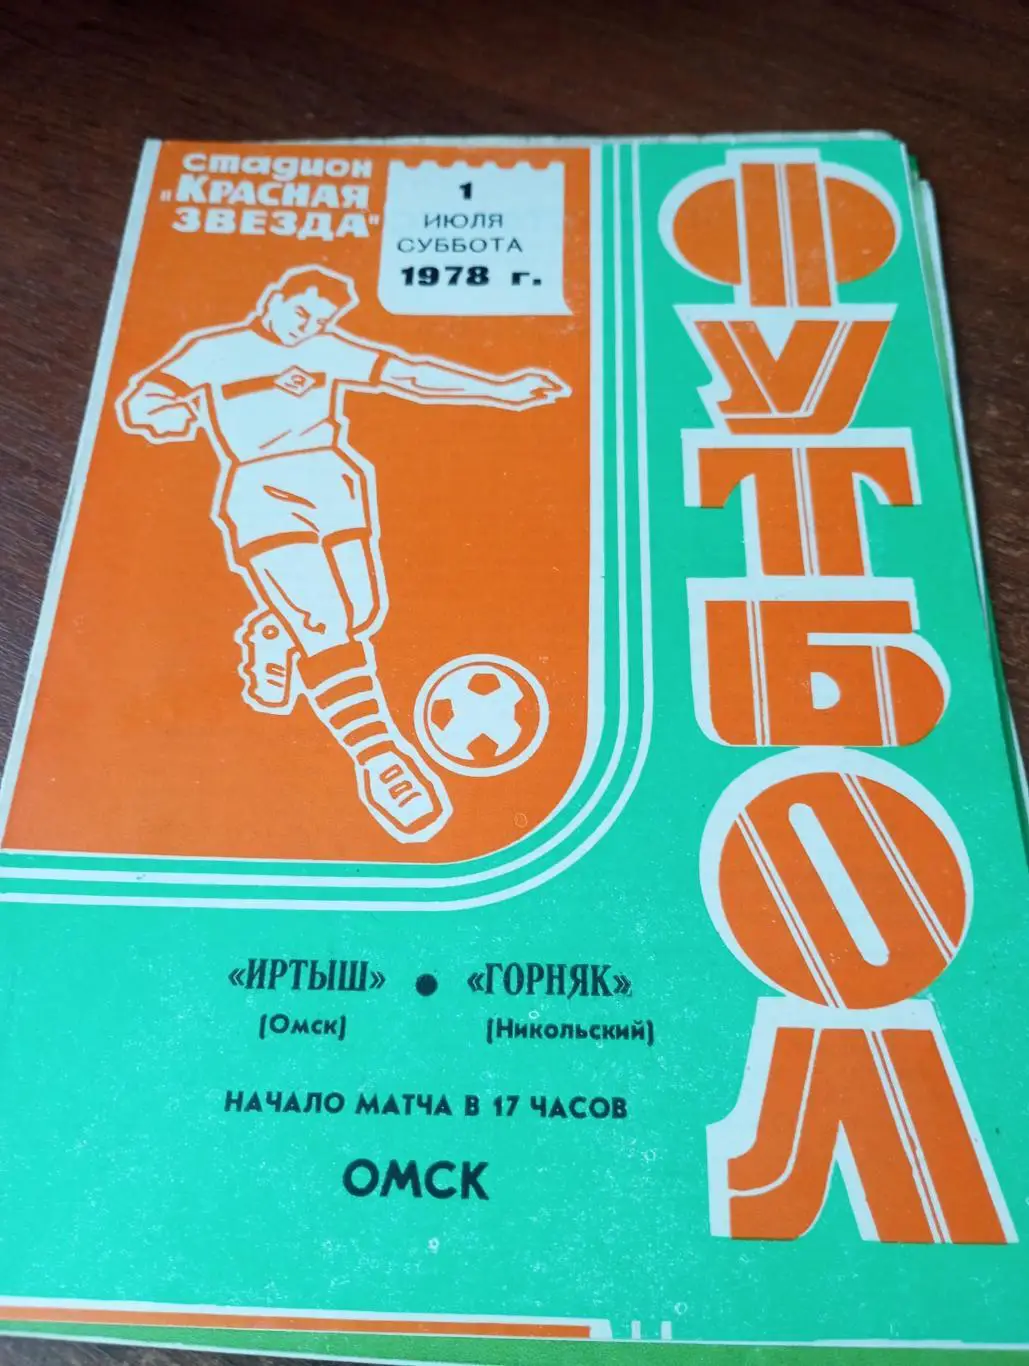 стадион
"КРАСНАЯ
ЗВЕЗДА"
1
ИЮЛЯ
СУББОТА
1978 г.
ФУТБОЛ
«ИРТЫШ» • «ГОРНЯК»
(Омск) (Никольский)
НАЧАЛО МАТЧА В 17 ЧАСОВ
ОМСК